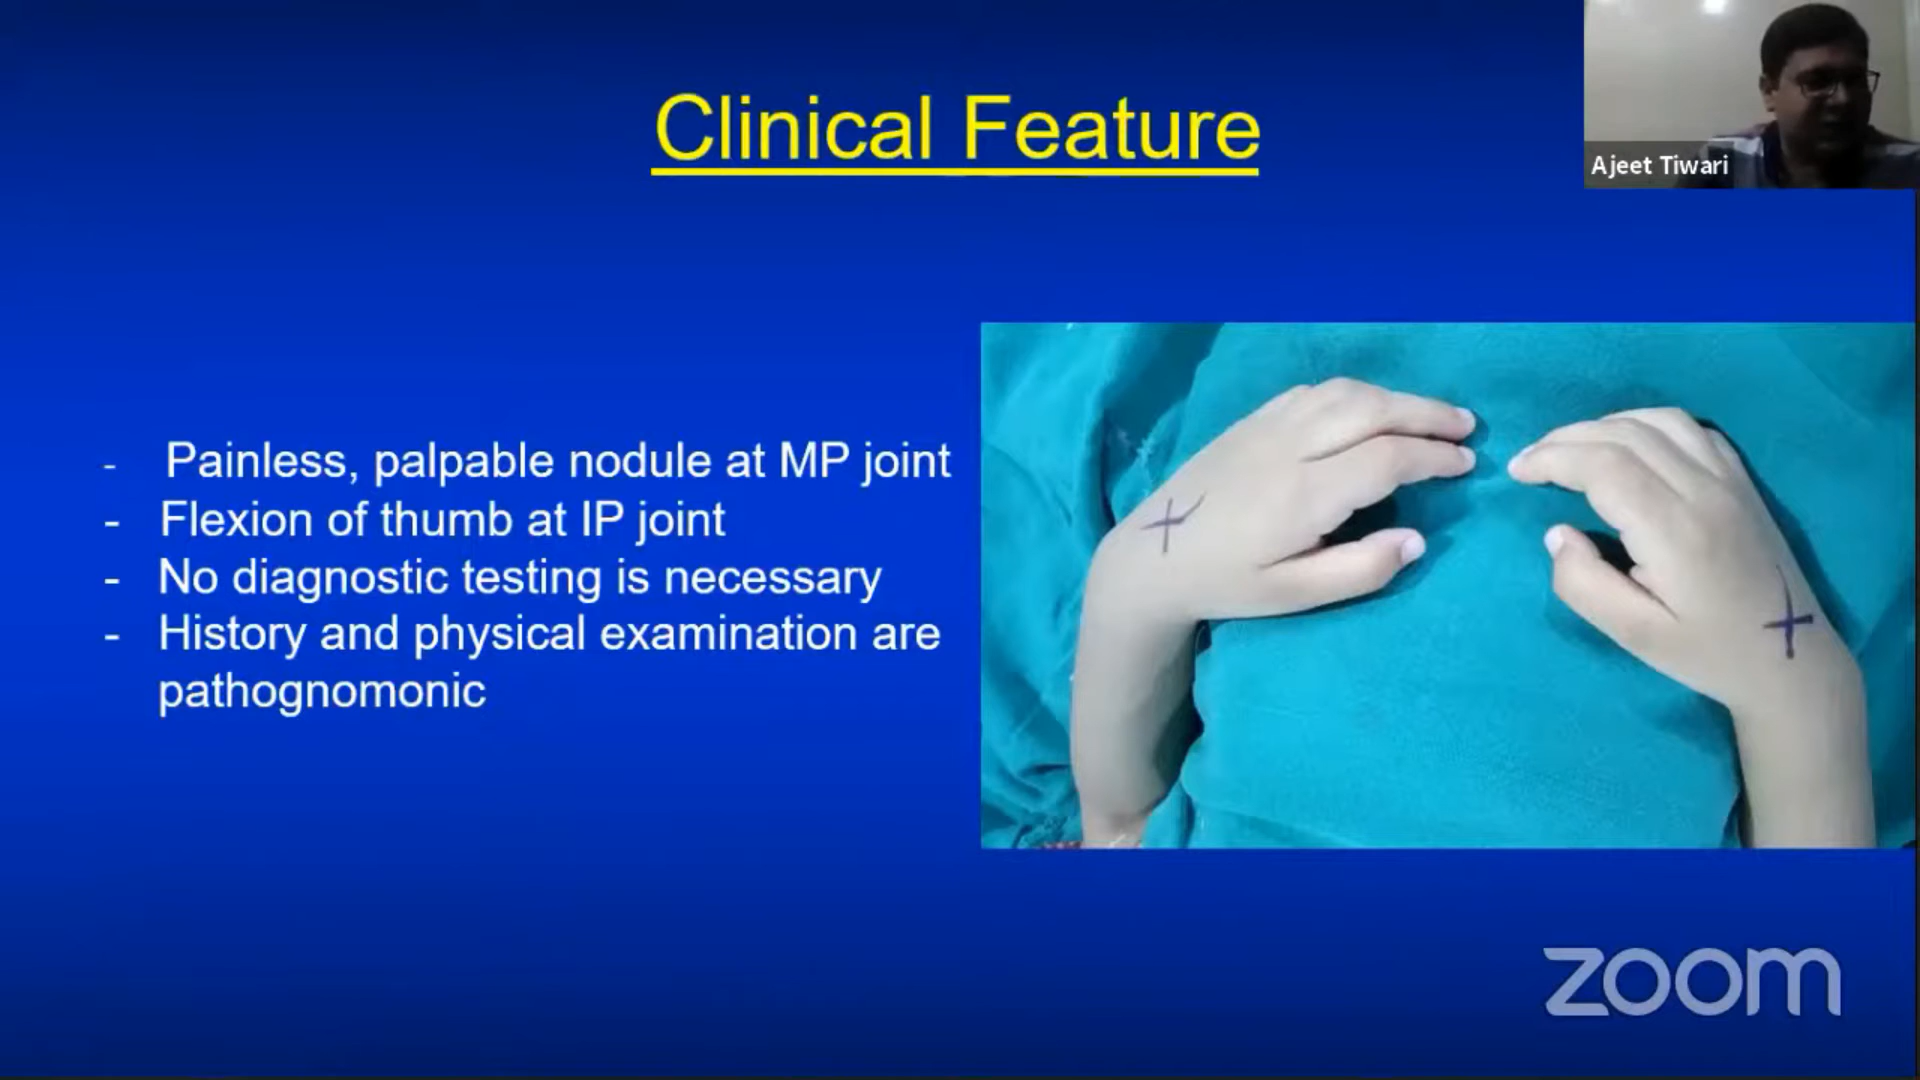 Clinical Feature
Ajeet Tiwari
- Painless, palpable nodule at MP joint
- Flexion of thumb at IP joint
- No diagnostic testing is necessary
- History and physical examination are
pathognomonic
zoom